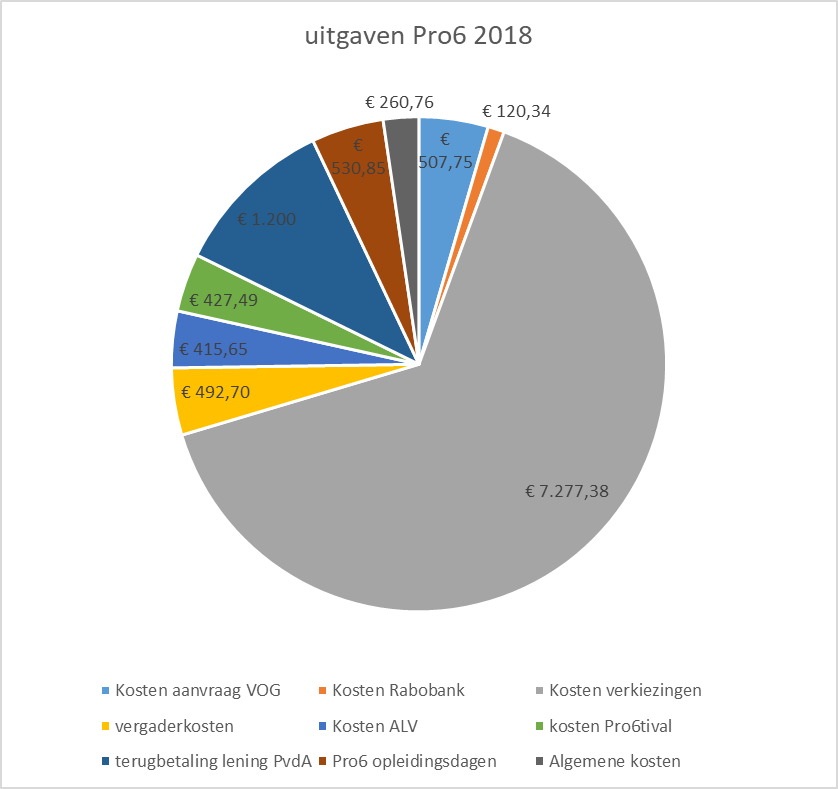 uitgaven Pro6 2018
€ 260,76
€ 120,34
€
507,75
€
530,85
€ 1.200
€ 427,49
€ 415,65
€ 492,70
€ 7.277,38
Kosten aanvraag VOG
Kosten Rabobank
Kosten verkiezingen
vergaderkosten
Kosten ALV
kosten Pro6tival
terugbetaling lening PvdA
Pro6 opleidingsdagen
Algemene kosten